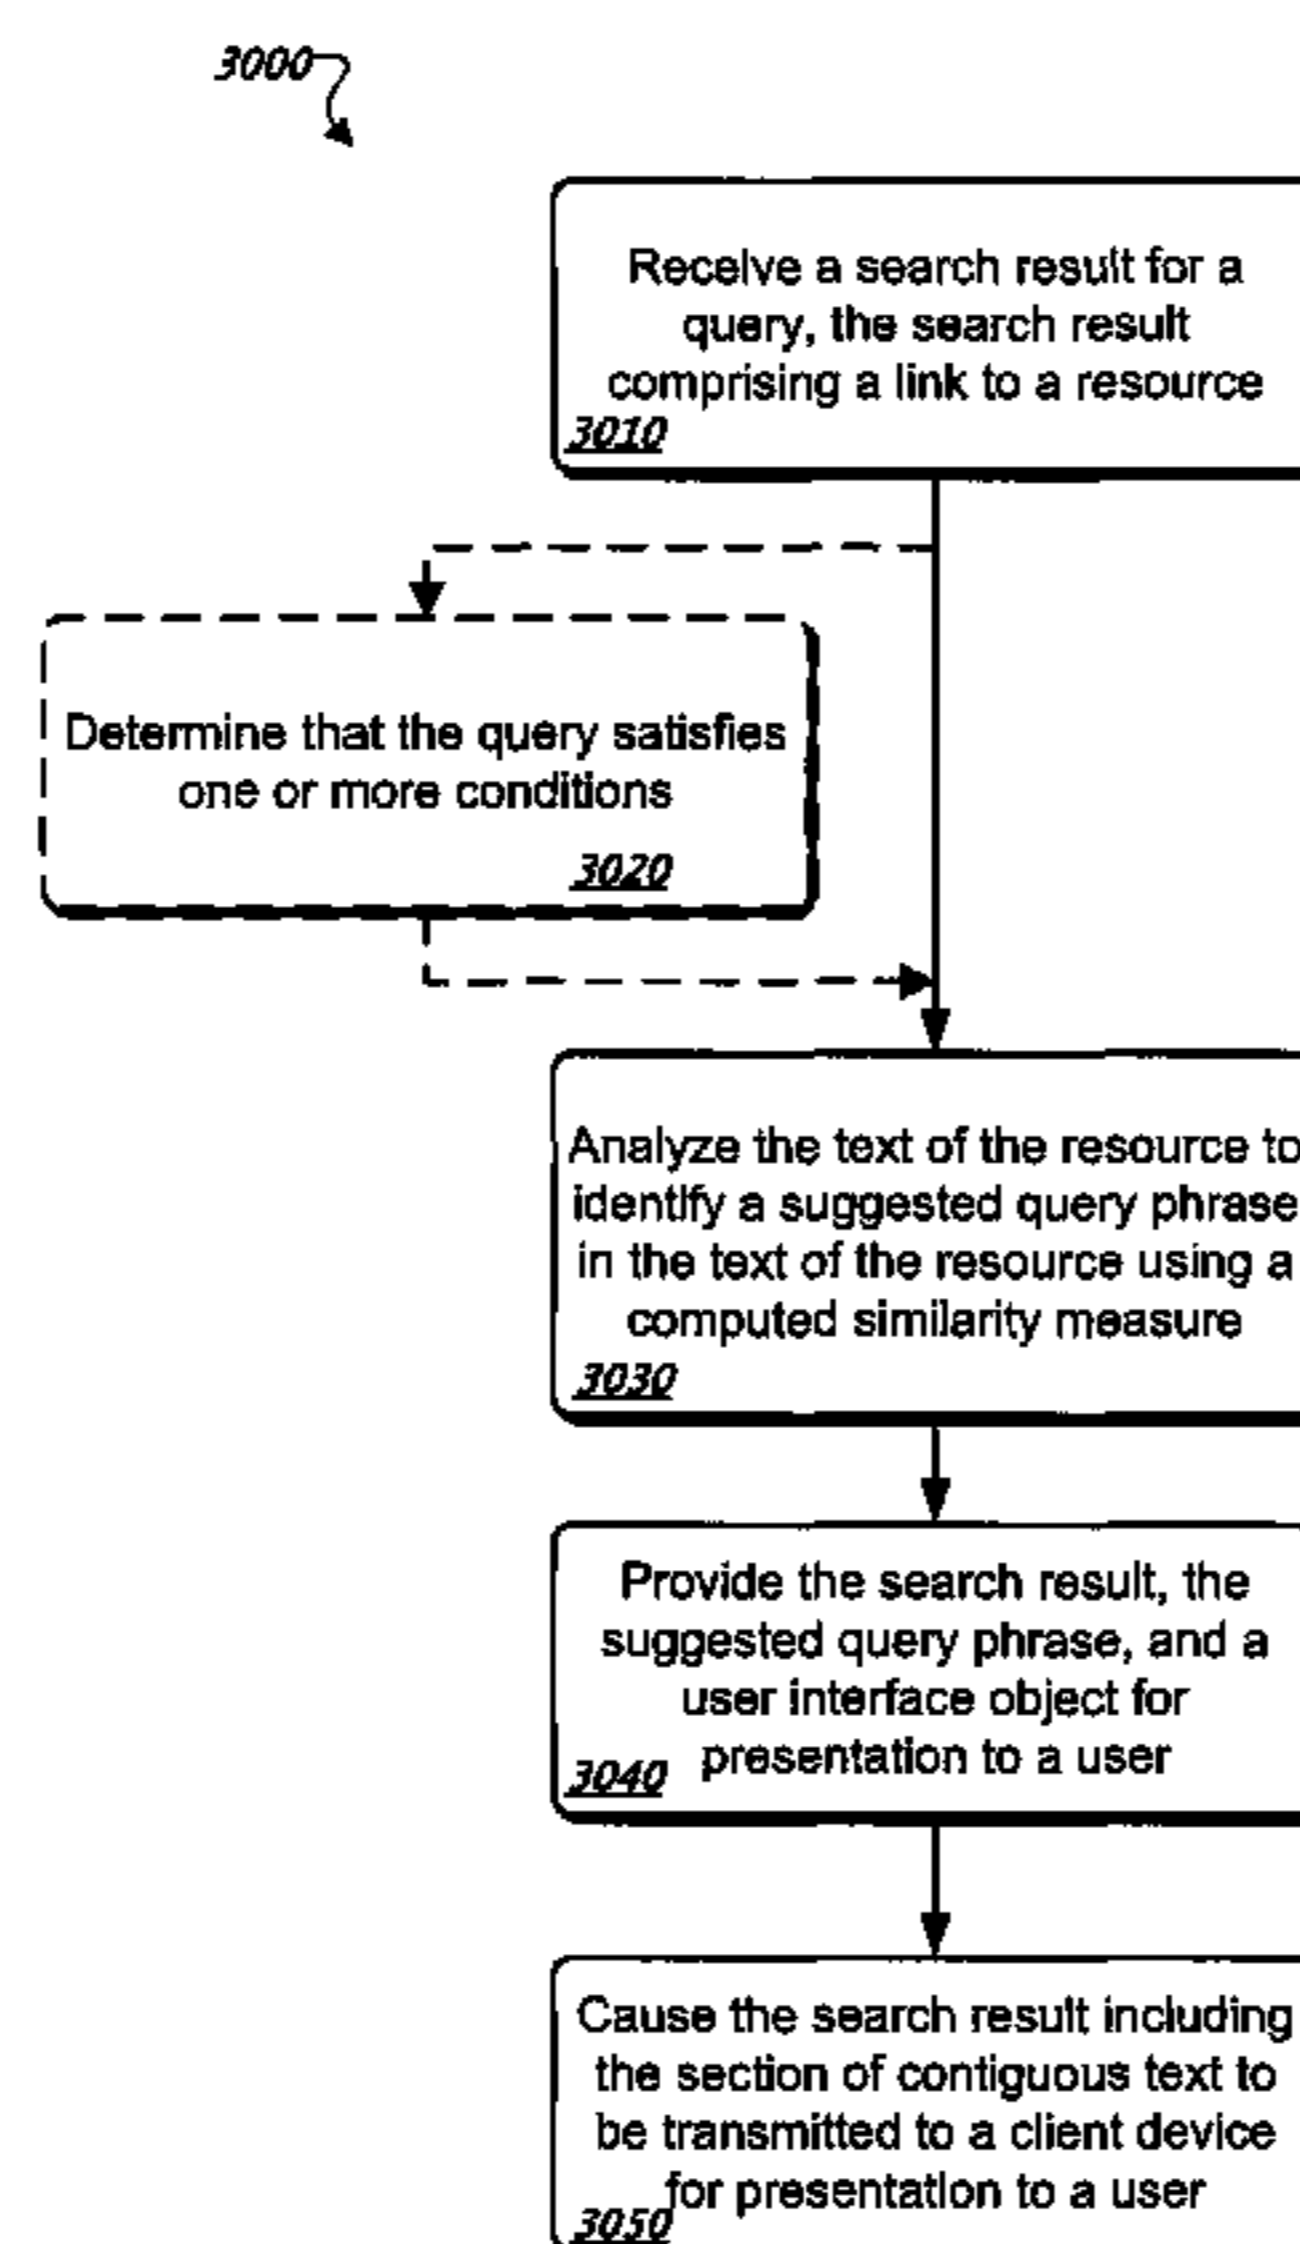 3000
Receive a search result for a
query, the search result
comprising a link to a resource
3010
Determine that the query satisfies
one or more conditions
3020
Analyze the text of the resource to
identify a suggested query phrase
in the text of the resource using a
computed similarity measure
3030
Provide the search result, the
suggested query phrase, and a
user interface object for
presentation to a user
3040
Cause the search result including
the section of contiguous text to
be transmitted to a client device
for presentation to a user
3050